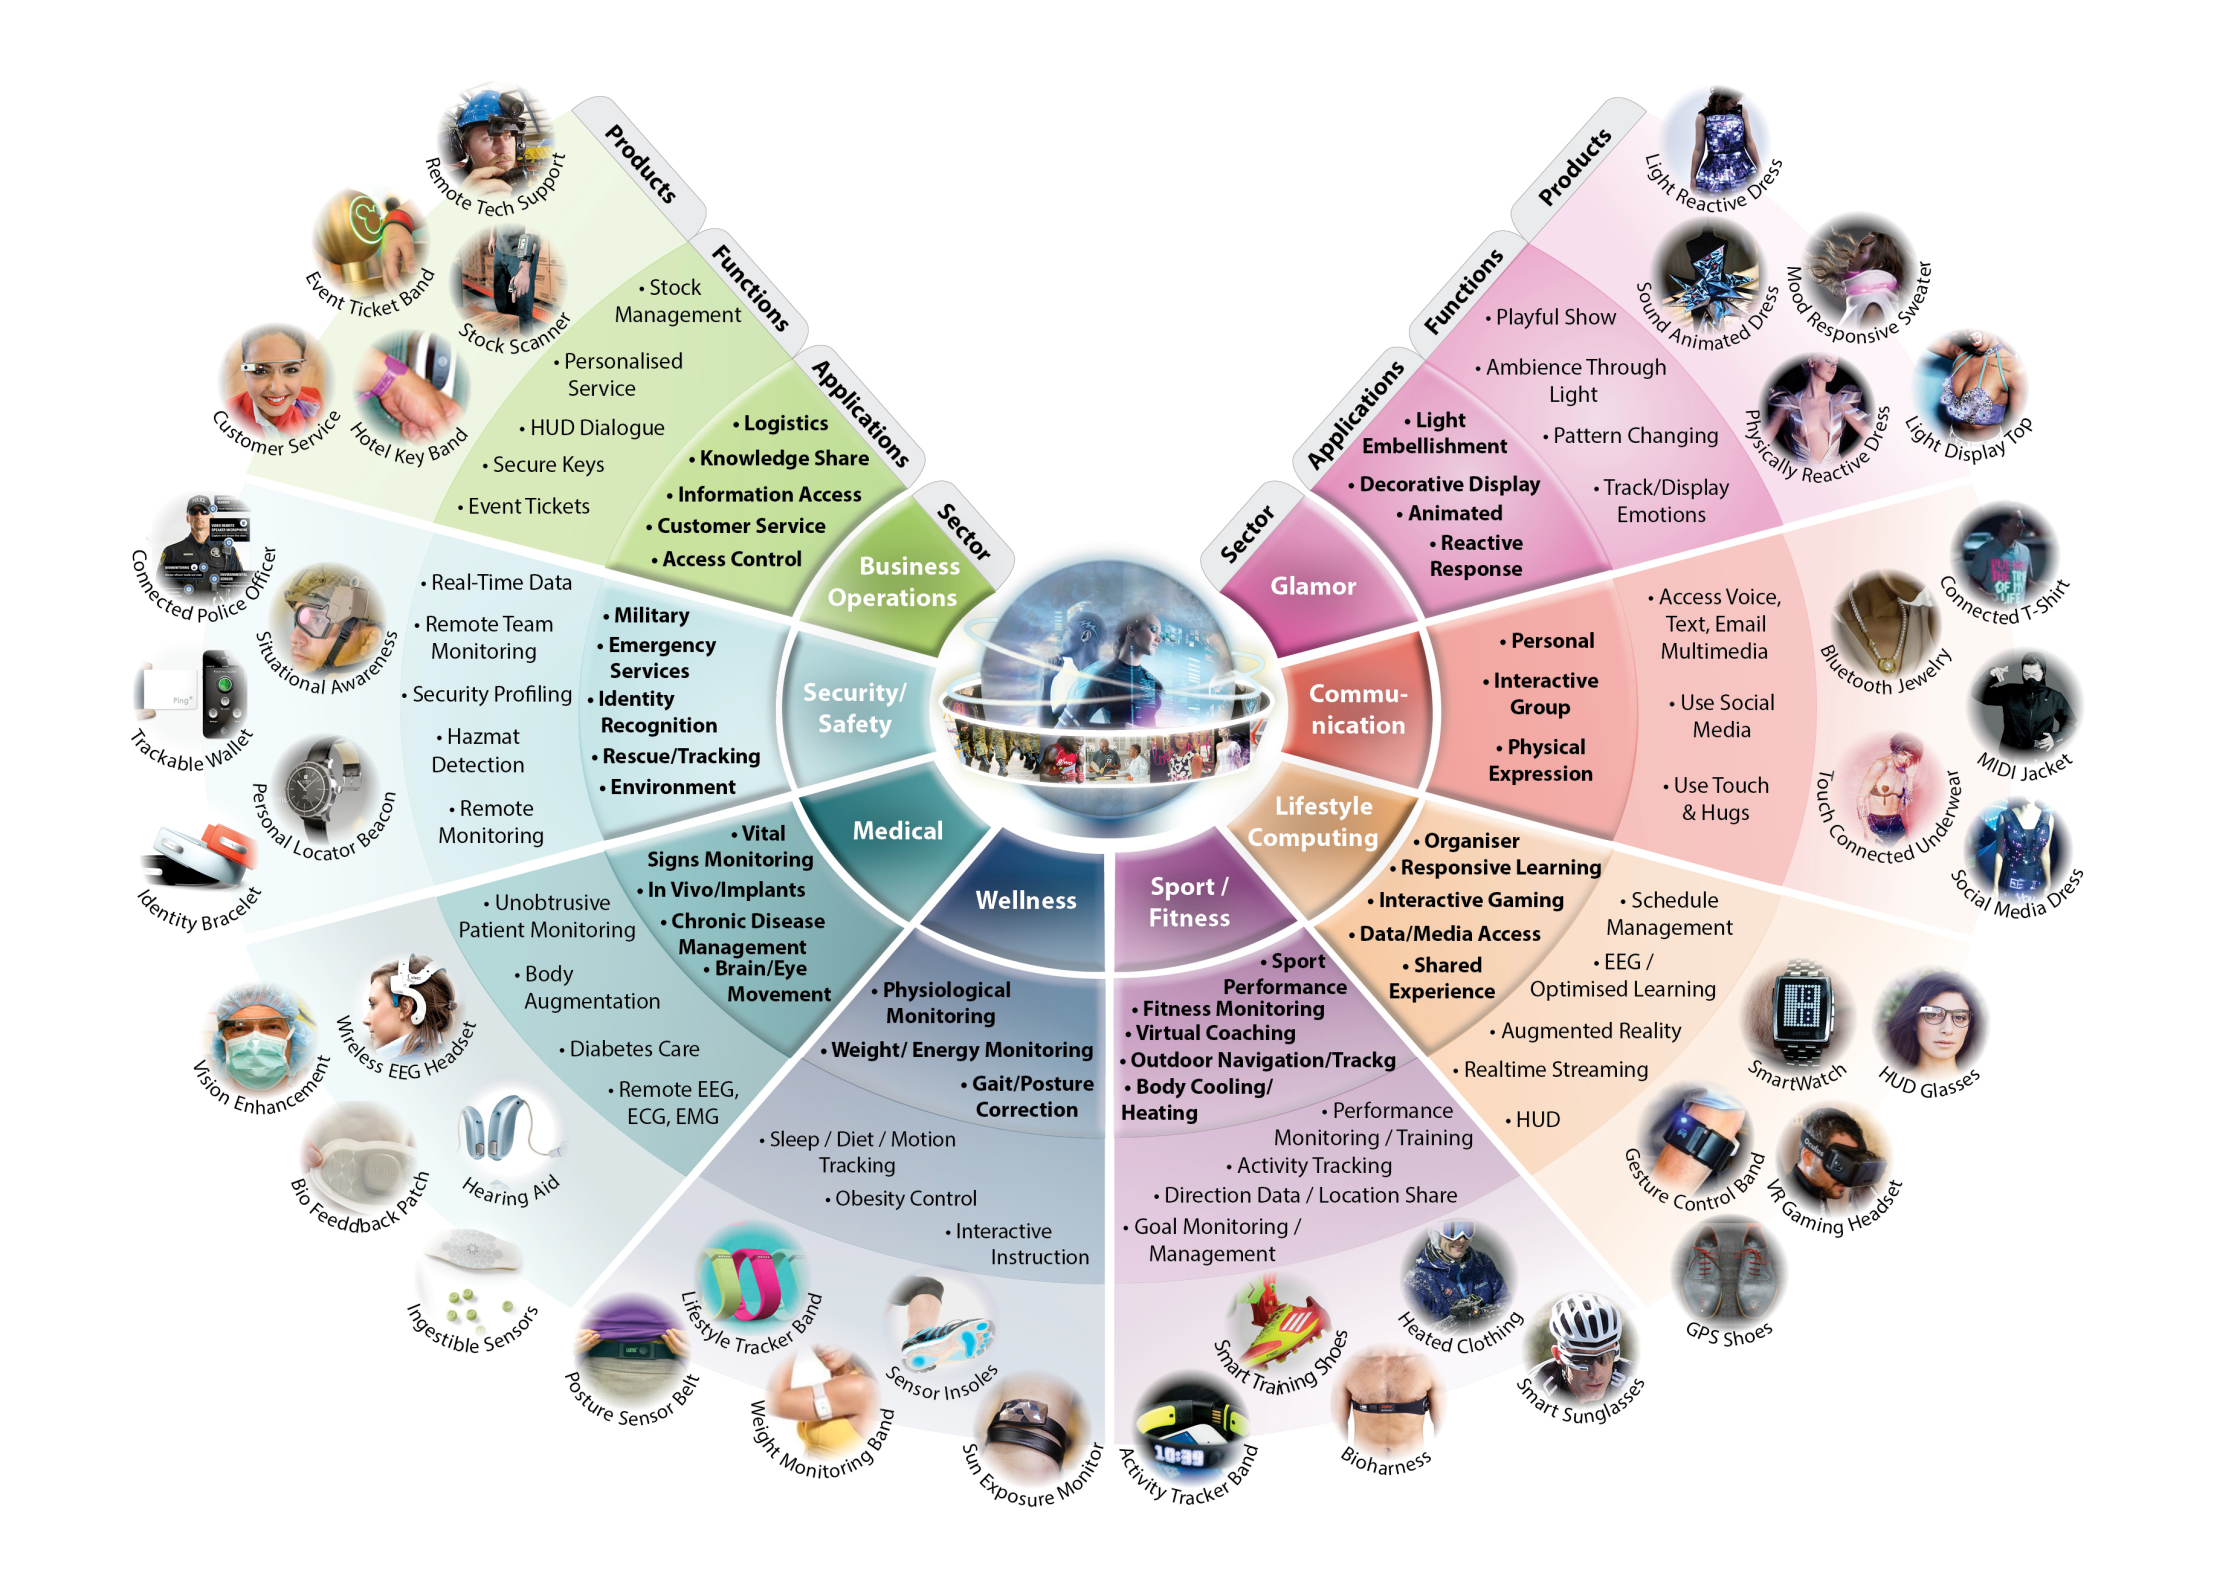 Products
Functions
Applications
Sector
Remote Tech Support
Event Ticket Band
Stock Scanner
Customer Service
Hotel Key Band
• Stock
Management
• Personalised
Service
• HUD Dialogue
• Secure Keys
• Event Tickets
• Logistics
• Knowledge Share
• Information Access
• Customer Service
• Access Control
Business
Operations
Connected Police Officer
Situational Awareness
Trackable Wallet
Ping
Personal Locator Beacon
Identity Bracelet
• Real-Time Data
• Remote Team
Monitoring
• Security Profiling
• Hazmat
Detection
• Remote
Monitoring
• Military
• Emergency
Services
• Identity
Recognition
• Rescue/Tracking
• Environment
Security/
Safety
Vision Enhancement
Wireless EEG Headset
Bio Feeddback Patch
Hearing Aid
Ingestible Sensors
• Unobtrusive
Patient Monitoring
• Body
Augmentation
• Diabetes Care
• Remote EEG,
ECG, EMG
• Vital
Signs Monitoring
• In Vivo/Implants
• Chronic Disease
Management
• Brain/Eye
Movement
Medical
Wellness
• Physiological
Monitoring
• Weight/ Energy Monitoring
• Gait/Posture
Correction
• Sleep / Diet / Motion
Tracking
• Obesity Control
• Interactive
Instruction
Posture Sensor Belt
Lifestyle Tracker Band
Weight Monitoring Band
Sensor Insoles
Sun Exposure Monitor
Sport /
Fitness
• Sport
Performance
• Fitness Monitoring
• Virtual Coaching
• Outdoor Navigation/Trackg
• Body Cooling/
Heating
• Performance
Monitoring / Training
• Activity Tracking
• Direction Data / Location Share
• Goal Monitoring /
Management
Activity Tracker Band
10:39
Smart Training Shoes
Bioharness
Heated Clothing
Smart Sunglasses
Lifestyle
Computing
• Organiser
• Responsive Learning
• Interactive Gaming
• Data/Media Access
• Shared
Experience
• Schedule
Management
• EEG /
Optimised Learning
• Augmented Reality
• Realtime Streaming
• HUD
SmartWatch
HUD Glasses
Gesture Control Band
VR Gaming Headset
Oculus
GPS Shoes
Commu-
nication
• Personal
• Interactive
Group
• Physical
Expression
• Access Voice,
Text, Email
Multimedia
• Use Social
Media
• Use Touch
& Hugs
Connected T-Shirt
Bluetooth Jewelry
MIDI Jacket
Touch Connected Underwear
Social Media Dress
Glamor
• Light
Embellishment
• Decorative Display
• Animated
• Reactive
Response
• Playful Show
• Ambience Through
Light
• Pattern Changing
• Track/Display
Emotions
Light Reactive Dress
Sound Animated Dress
Mood Responsive Sweater
Physically Reactive Dress
Light Display Top
Sector
Applications
Functions
Products